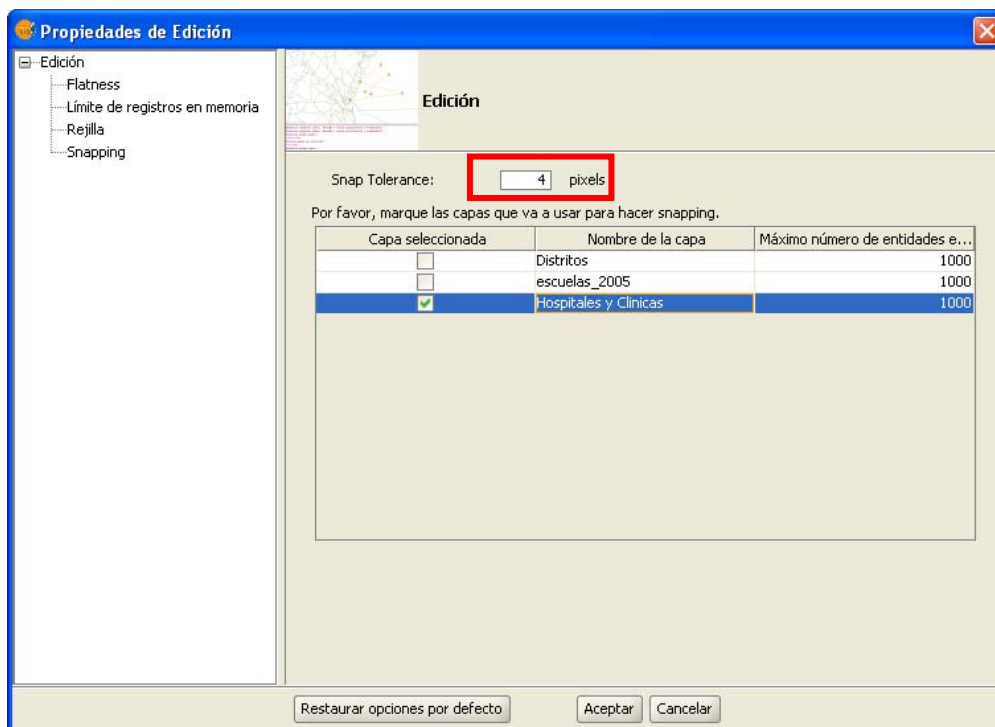 Propiedades de Edición
Edición
Flatness
Límite de registros en memoria
Rejilla
Snapping
Edición
Snap Tolerance: 4 pixels
Por favor, marque las capas que va a usar para hacer snapping.
Capa seleccionada Nombre de la capa Máximo número de entidades e...
Distritos 1000
escuelas_2005 1000
Hospitales y Clinicas 1000
Restaurar opciones por defecto Aceptar Cancelar